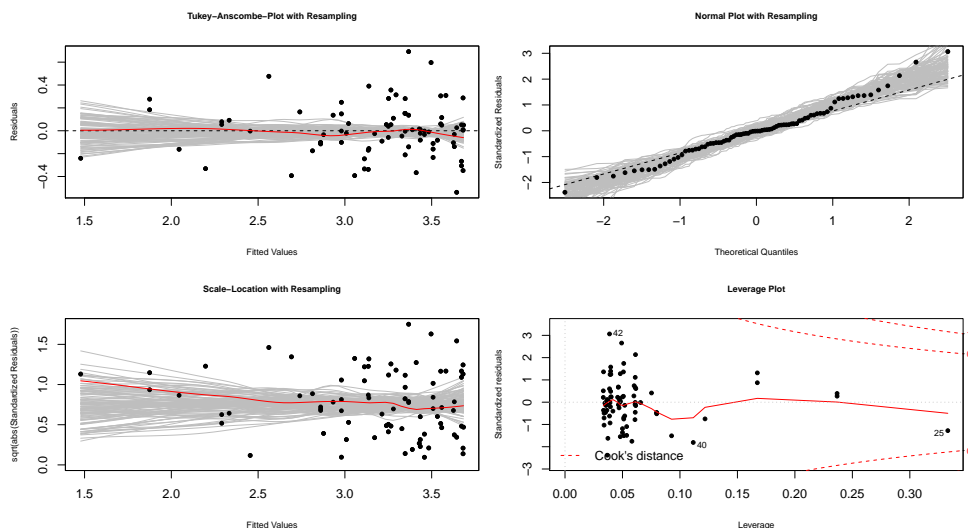 Tukey−Anscombe−Plot with Resampling
Residuals
0.4
0.0
−0.4
1.5 2.0 2.5 3.0 3.5
Fitted Values
Normal Plot with Resampling
Standardized Residuals
3
2
1
0
−1
−2
−2 −1 0 1 2
Theoretical Quantiles
Scale−Location with Resampling
sqrt(abs(Standardized Residuals))
1.5
1.0
0.5
0.0
1.5 2.0 2.5 3.0 3.5
Fitted Values
Leverage Plot
Standardized residuals
3
2
1
0
−1
−3
42
40
25
Cook's distance
0.00 0.05 0.10 0.15 0.20 0.25 0.30
Leverage